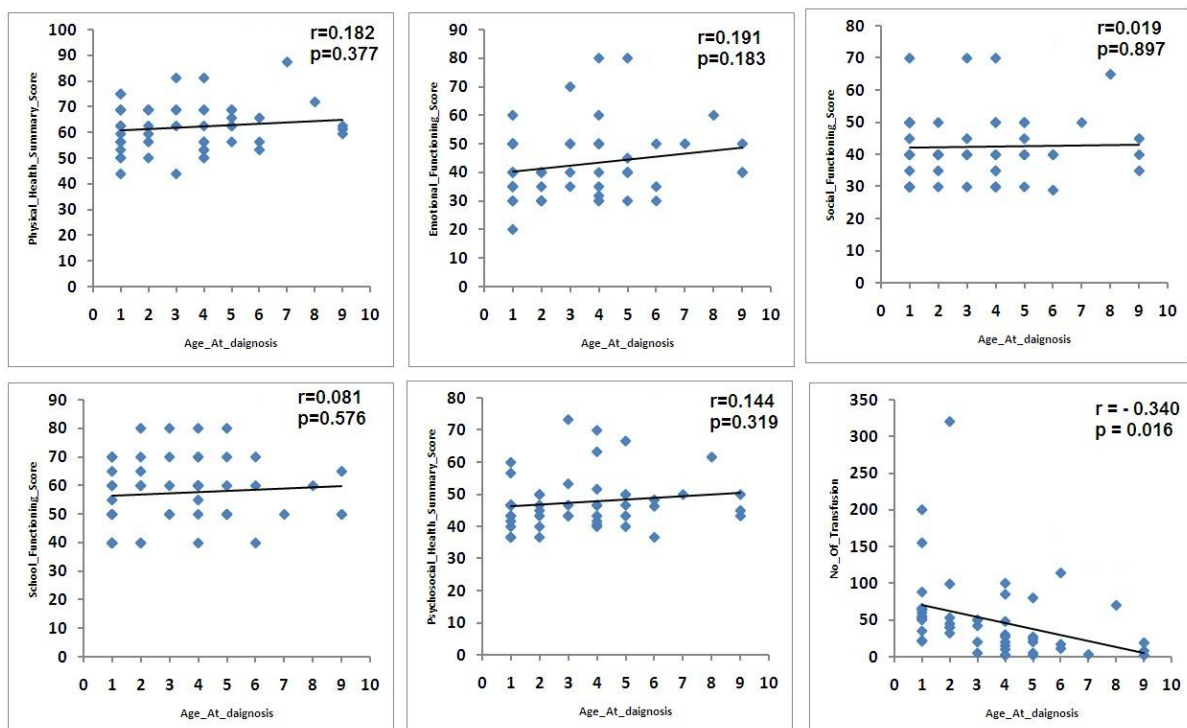 r=0.182
p=0.377
Physical_Health_Summary_Score
100
90
80
70
60
50
40
30
20
10
0
0 1 2 3 4 5 6 7 8 9 10
Age_At_daignosis
r=0.191
p=0.183
Emotional_Functioning_Score
90
80
70
60
50
40
30
20
10
0
0 1 2 3 4 5 6 7 8 9 10
Age_At_daignosis
r=0.019
p=0.897
Social_Functioning_Score
80
70
60
50
40
30
20
10
0
0 1 2 3 4 5 6 7 8 9 10
Age_At_daignosis
r=0.081
p=0.576
School_Functioning_Score
90
80
70
60
50
40
30
20
10
0
0 1 2 3 4 5 6 7 8 9 10
Age_At_daignosis
r=0.144
p=0.319
Psychosocial_Health_Summary_Score
80
70
60
50
40
30
20
10
0
0 1 2 3 4 5 6 7 8 9 10
Age_At_daignosis
r = - 0.340
p = 0.016
No_Of_Transfusion
350
300
250
200
150
100
50
0
0 1 2 3 4 5 6 7 8 9 10
Age_At_daignosis